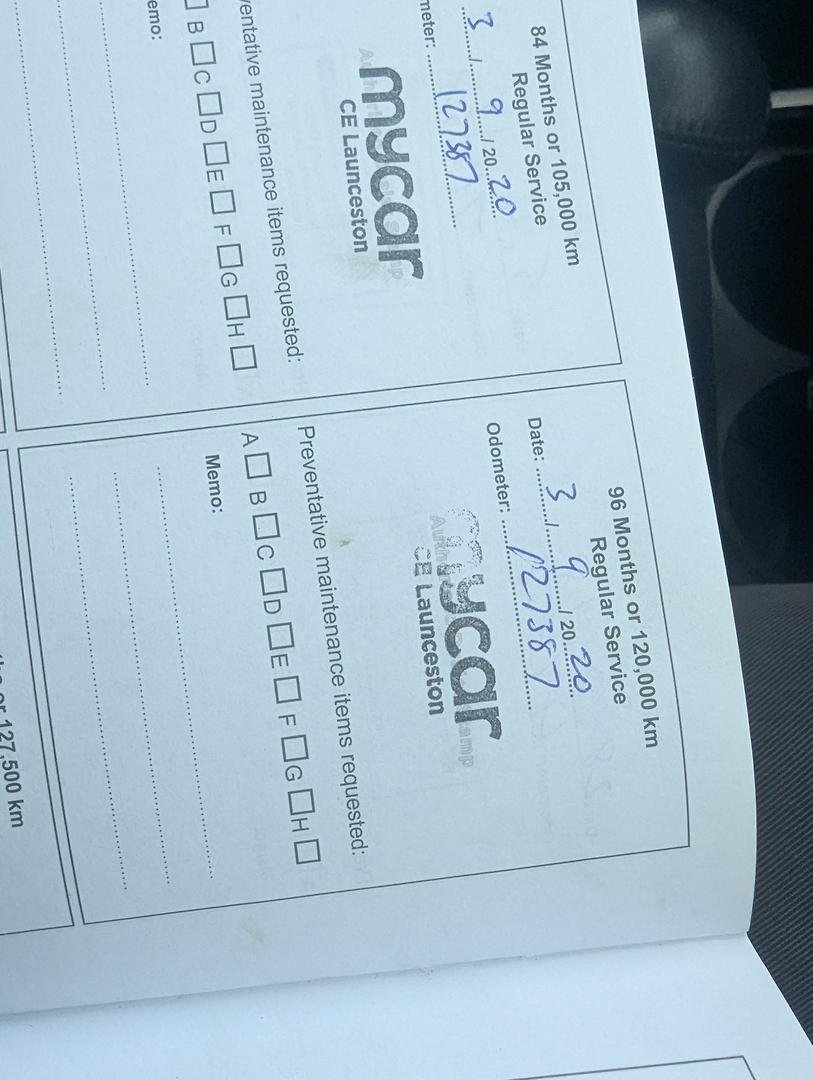 84 Months or 105,000 km
Regular Service
3 / 9 / 20 20
meter: 127387
mycar
CE Launceston
ventative maintenance items requested:
B C D E F G H
emo:
96 Months or 120,000 km
Regular Service
Date: 3 / 9 / 20 20
Odometer: 127387
mycar
CE Launceston
Preventative maintenance items requested:
A B C D E F G H
Memo:
or 127,500 km